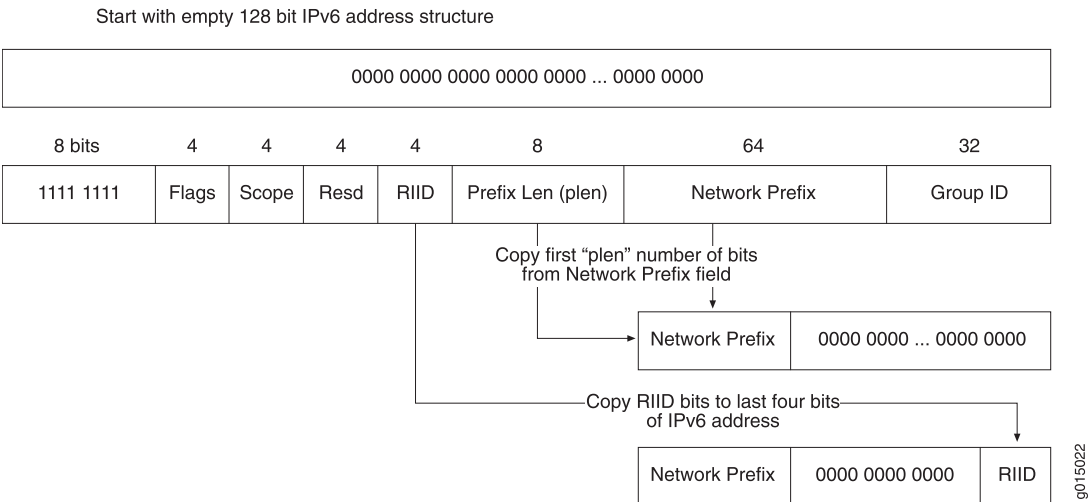 Start with empty 128 bit IPv6 address structure
0000 0000 0000 0000 0000 ... 0000 0000
8 bits 4 4 4 4 8 64 32
1111 1111 Flags Scope Resd RIID Prefix Len (plen) Network Prefix Group ID
Copy first “plen” number of bits
from Network Prefix field
Network Prefix 0000 0000 ... 0000 0000
Copy RIID bits to last four bits
of IPv6 address
Network Prefix 0000 0000 0000 RIID
g015022